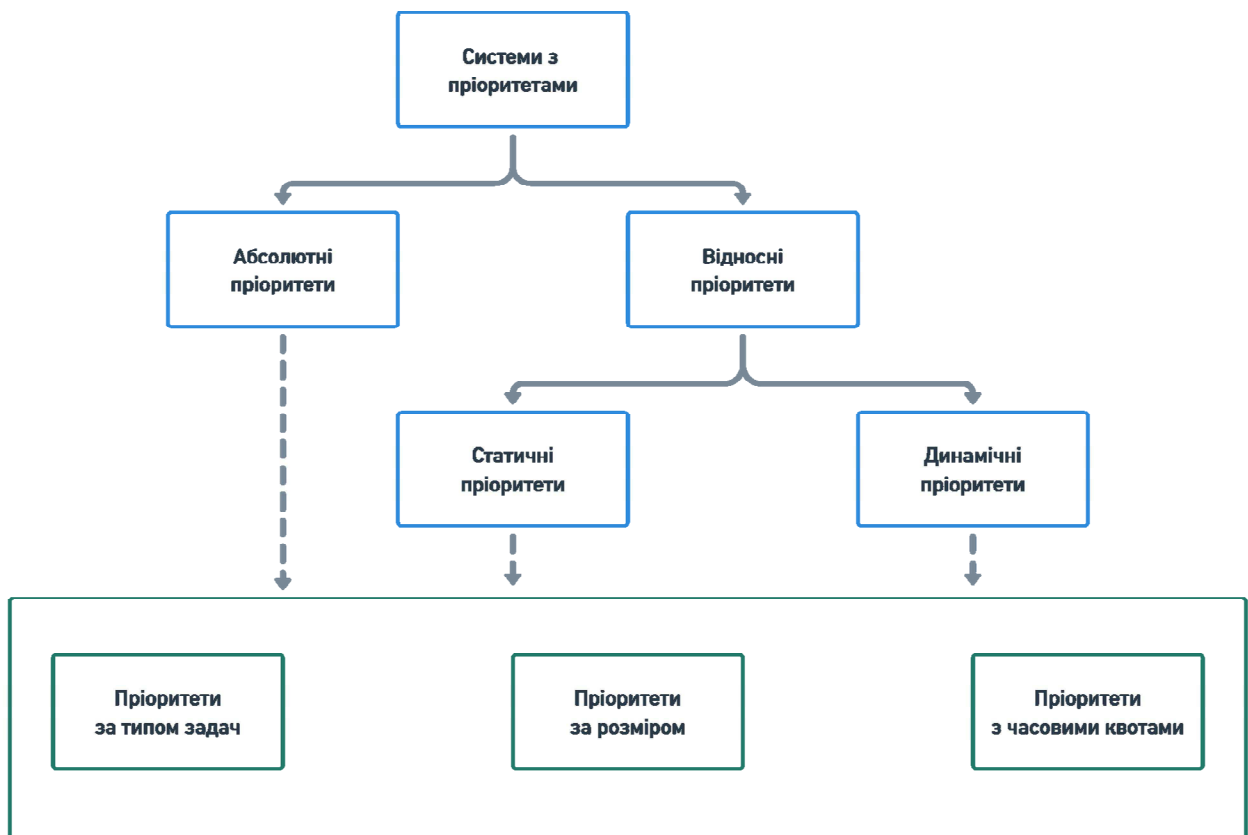 Системи з
пріоритетами
Абсолютні
пріоритети
Відносні
пріоритети
Статичні
пріоритети
Динамічні
пріоритети
Пріоритети
за типом задач
Пріоритети
за розміром
Пріоритети
з часовими квотами